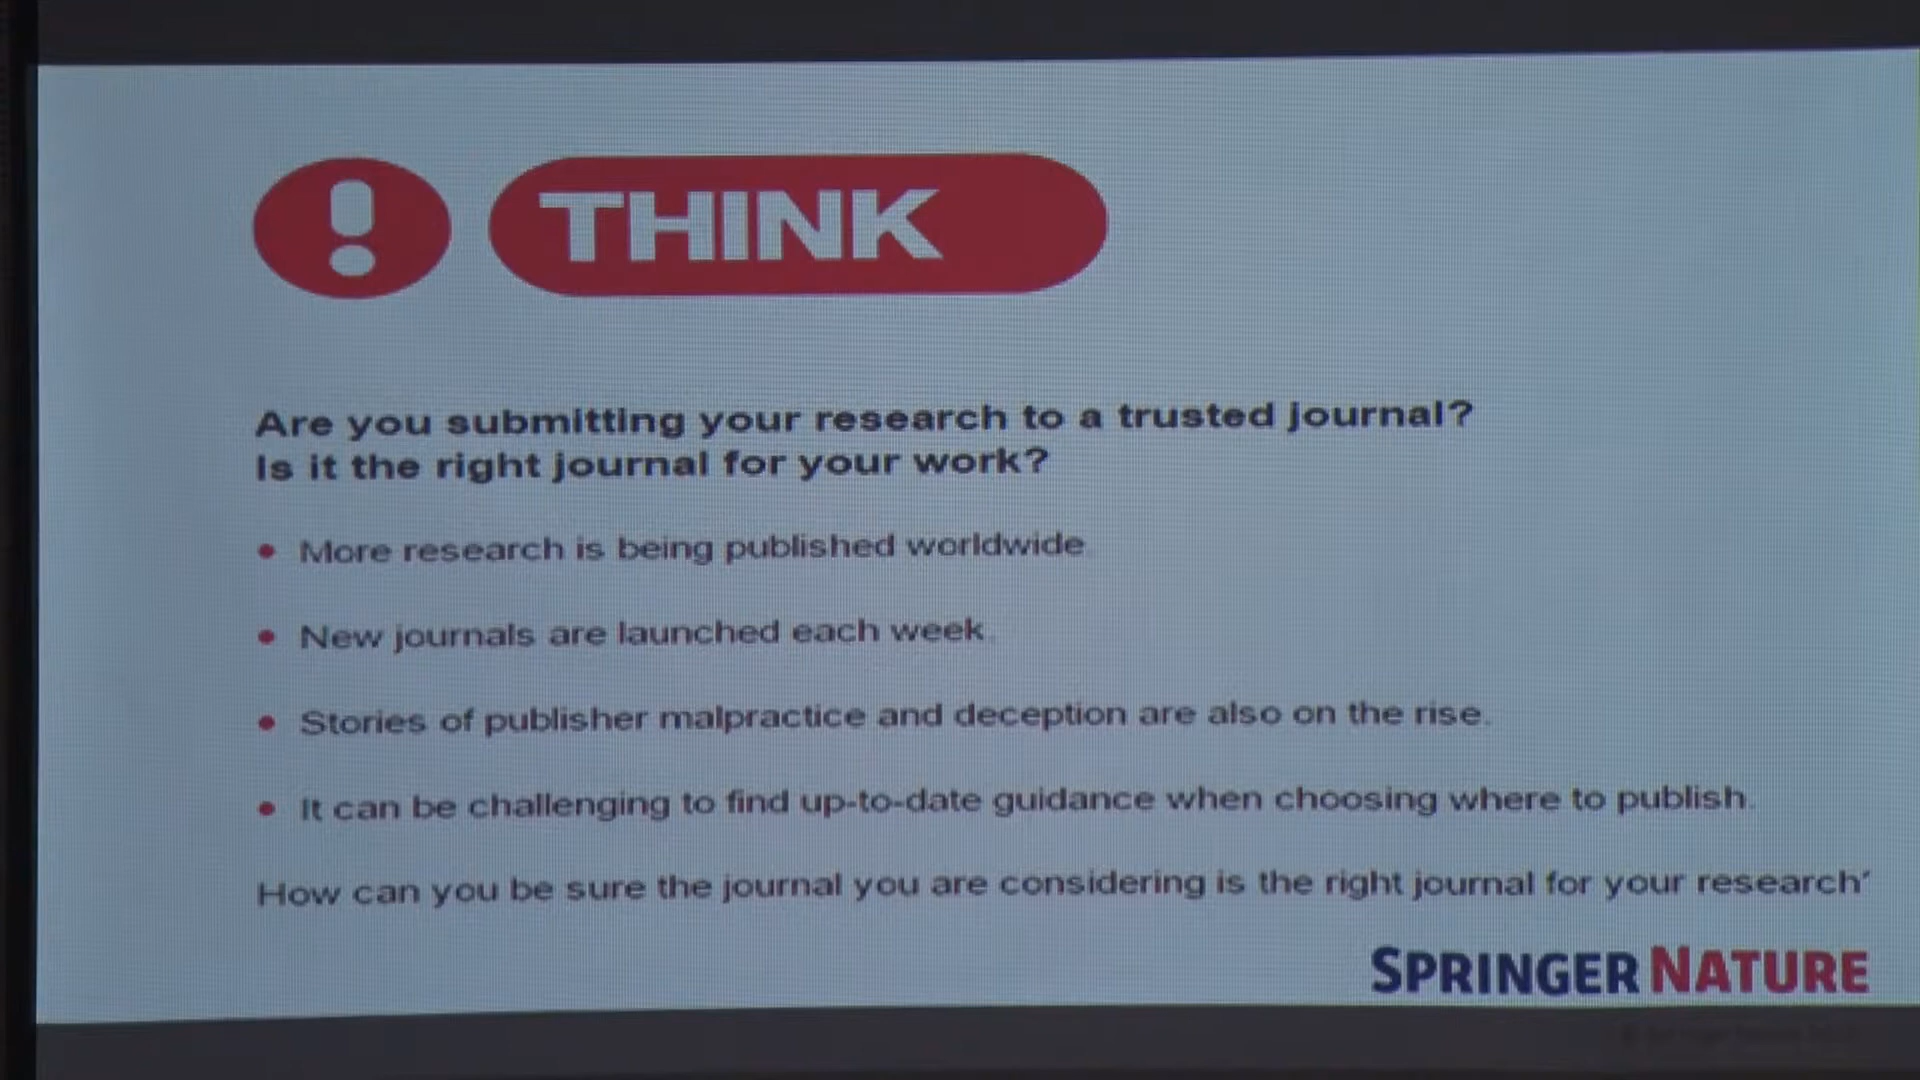 ! THINK
Are you submitting your research to a trusted journal?
Is it the right journal for your work?
• More research is being published worldwide.
• New journals are launched each week.
• Stories of publisher malpractice and deception are also on the rise.
• It can be challenging to find up-to-date guidance when choosing where to publish.
How can you be sure the journal you are considering is the right journal for your research?
SPRINGER NATURE